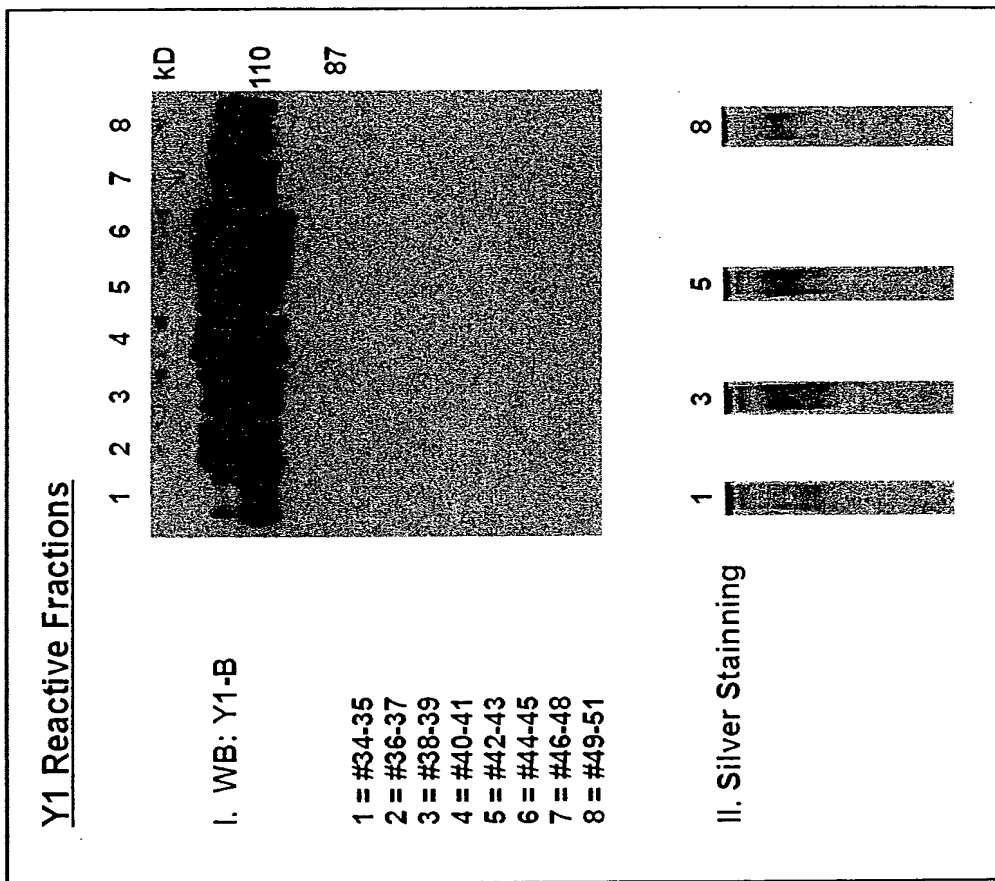 Y1 Reactive Fractions
I. WB: Y1-B
1 2 3 4 5 6 7 8
kD
110
87
1 = #34-35
2 = #36-37
3 = #38-39
4 = #40-41
5 = #42-43
6 = #44-45
7 = #46-48
8 = #49-51
II. Silver Stainning
1 3 5 8